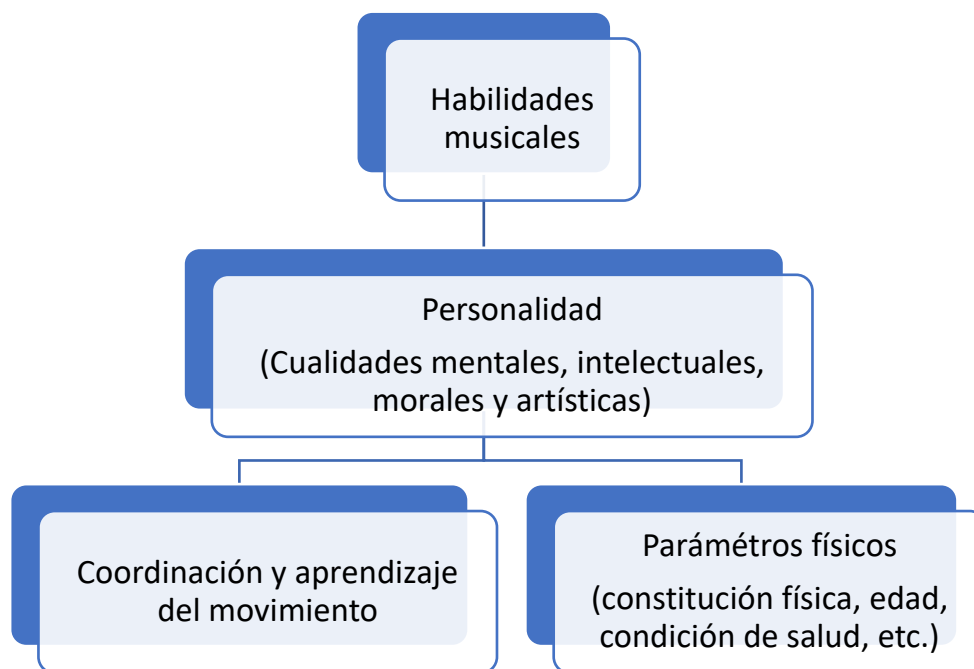 Habilidades
musicales
Personalidad
(Cualidades mentales, intelectuales,
morales y artísticas)
Coordinación y aprendizaje
del movimiento
Parámétros físicos
(constitución física, edad,
condición de salud, etc.)